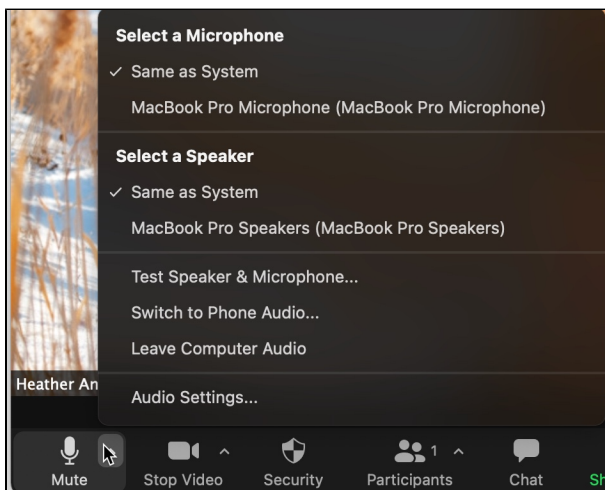 Select a Microphone
✓ Same as System
MacBook Pro Microphone (MacBook Pro Microphone)
Select a Speaker
✓ Same as System
MacBook Pro Speakers (MacBook Pro Speakers)
Test Speaker & Microphone...
Switch to Phone Audio...
Leave Computer Audio
Audio Settings...
Heather An
Mute Stop Video Security Participants 1 Chat Sh